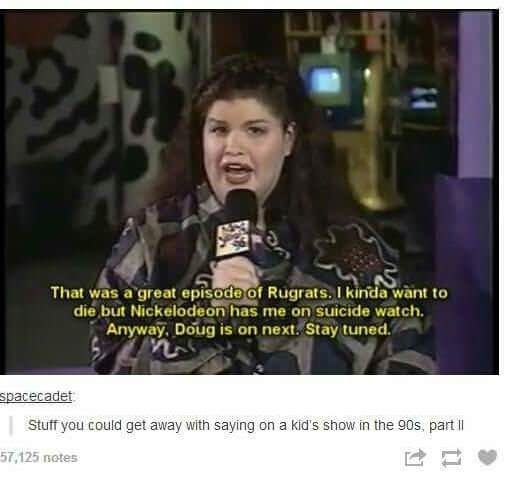 That was a great episode of Rugrats. I kinda want to
die but Nickelodeon has me on suicide watch.
Anyway, Doug is on next. Stay tuned.
spacecadet:
Stuff you could get away with saying on a kid's show in the 90s, part II
57,125 notes